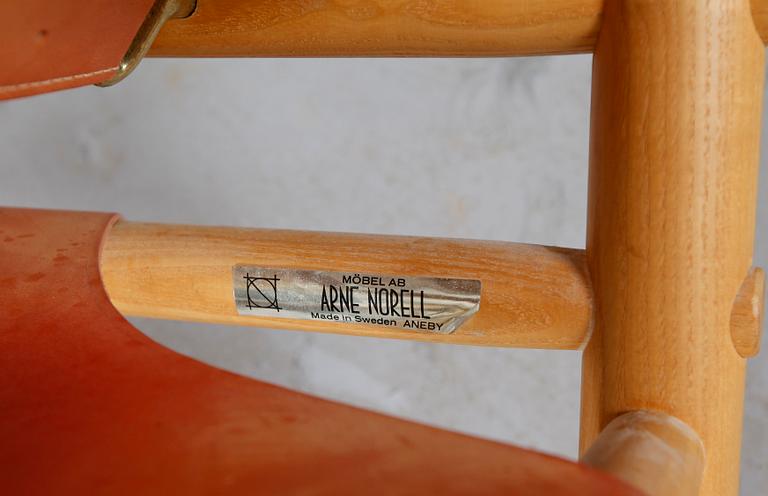 MÖBEL AB
ARNE NORELL
Made in Sweden ANEBY